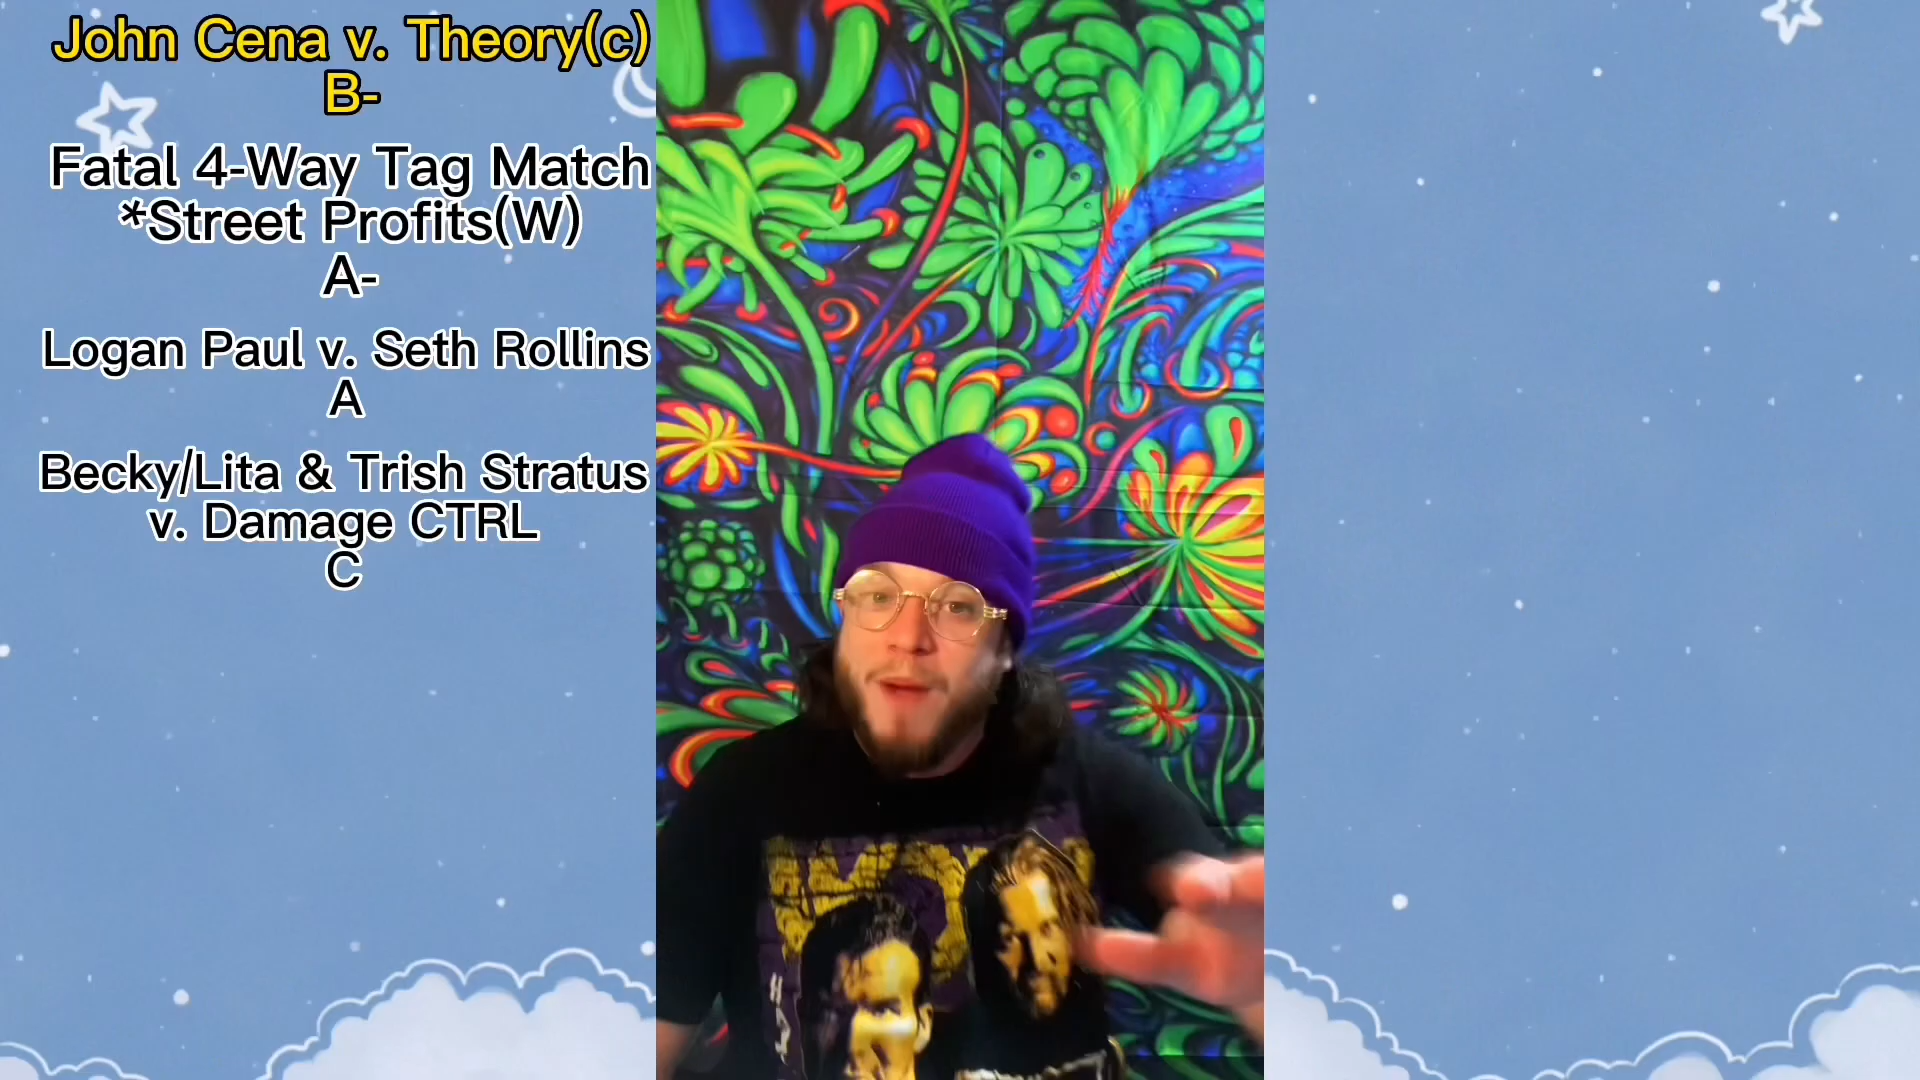 John Cena v. Theory(c)
B-
Fatal 4-Way Tag Match
*Street Profits(W)
A-
Logan Paul v. Seth Rollins
A
Becky/Lita & Trish Stratus
v. Damage CTRL
C